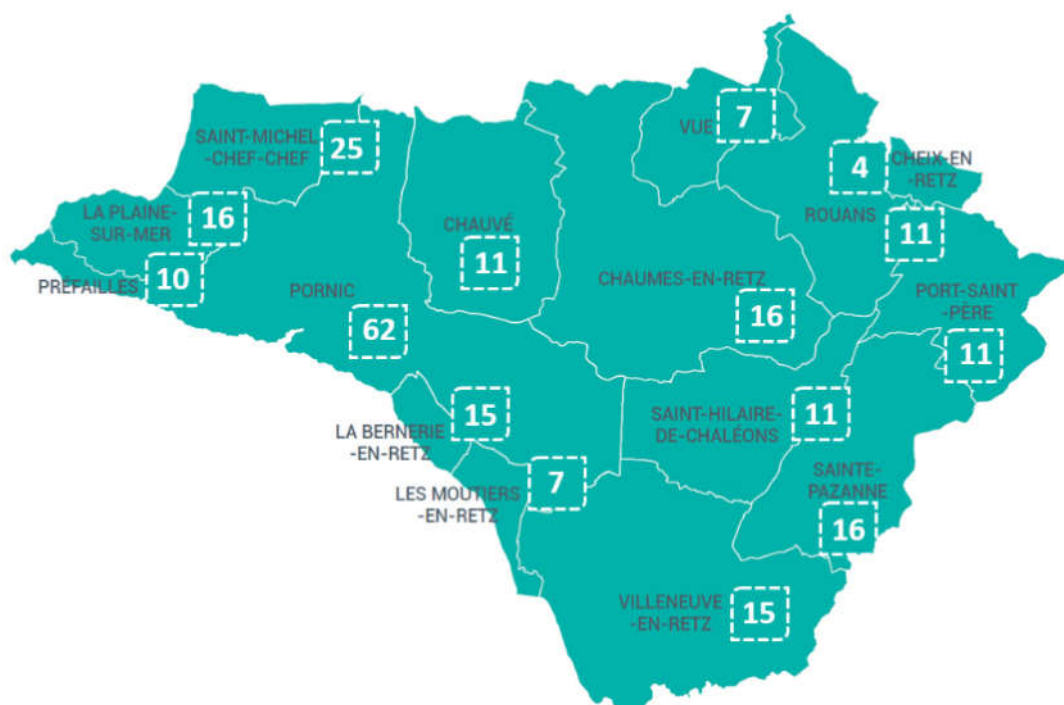 SAINT-MICHEL
-CHEF-CHEF
25
VUE
7
4
CHEIX-EN
-RETZ
LA PLAINE-
SUR-MER
16
ROUANS
11
CHAUVÉ
11
PRÉFAILLES
10
PORNIC
62
CHAUMES-EN-RETZ
16
PORT-SAINT
-PÈRE
11
LA BERNERIE
-EN-RETZ
15
SAINT-HILAIRE-
DE-CHALÉONS
11
LES MOUTIERS
-EN-RETZ
7
SAINTE-
PAZANNE
16
VILLENEUVE
-EN-RETZ
15